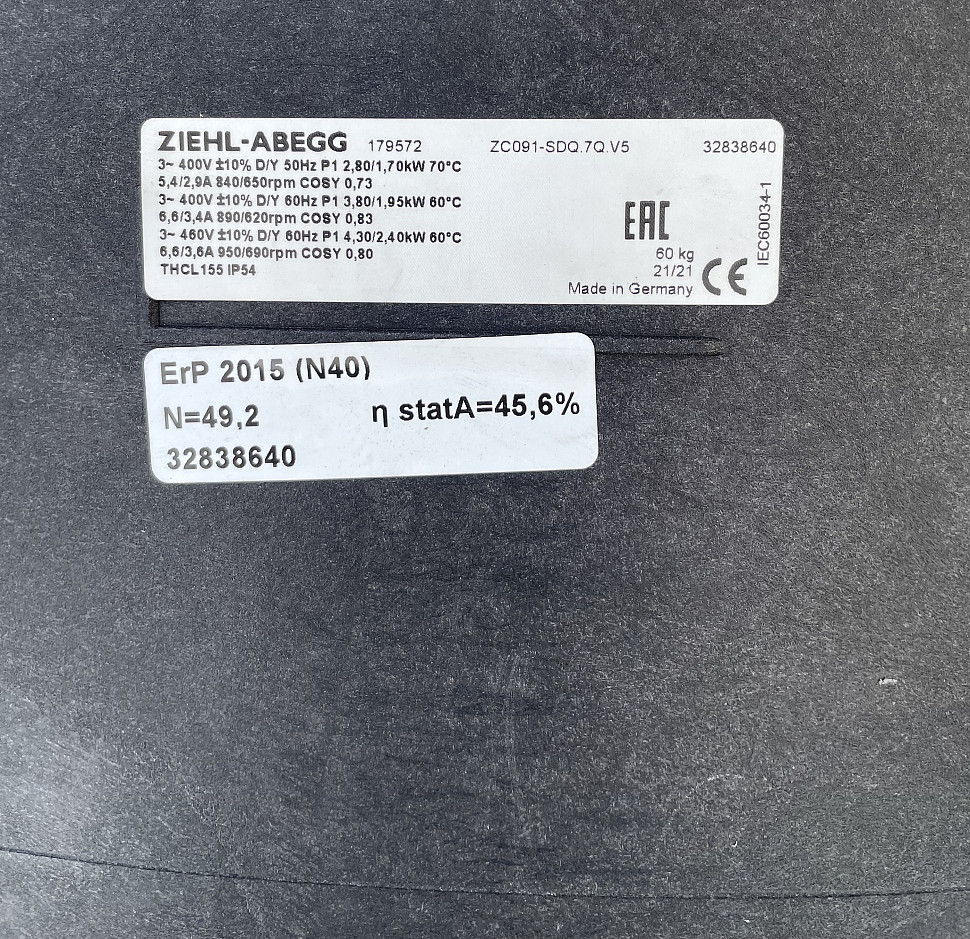 ZIEHL-ABEGG 179572 ZC091-SDQ.7Q.V5 32838640
3~ 400V ±10% D/Y 50Hz P1 2,80/1,70kW 70°C
5,4/2,9A 840/650rpm COSY 0,73
3~ 400V ±10% D/Y 60Hz P1 3,80/1,95kW 60°C
6,6/3,4A 890/620rpm COSY 0,83
3~ 460V ±10% D/Y 60Hz P1 4,30/2,40kW 60°C
6,6/3,6A 950/690rpm COSY 0,80
THCL155 IP54
EAC
60 kg
21/21
Made in Germany
CE
IEC60034-1
ErP 2015 (N40)
N=49,2 η statA=45,6%
32838640